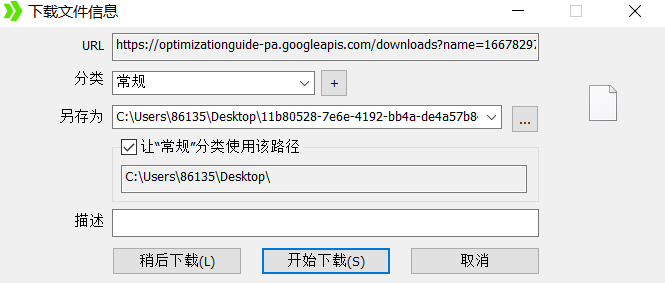 下载文件信息
URL https://optimizationguide-pa.googleapis.com/downloads?name=16678297
分类 常规 +
另存为 C:\Users\86135\Desktop\11b80528-7e6e-4192-bb4a-de4a57b8 ...
让“常规”分类使用该路径
C:\Users\86135\Desktop\
描述
稍后下载(L) 开始下载(S) 取消